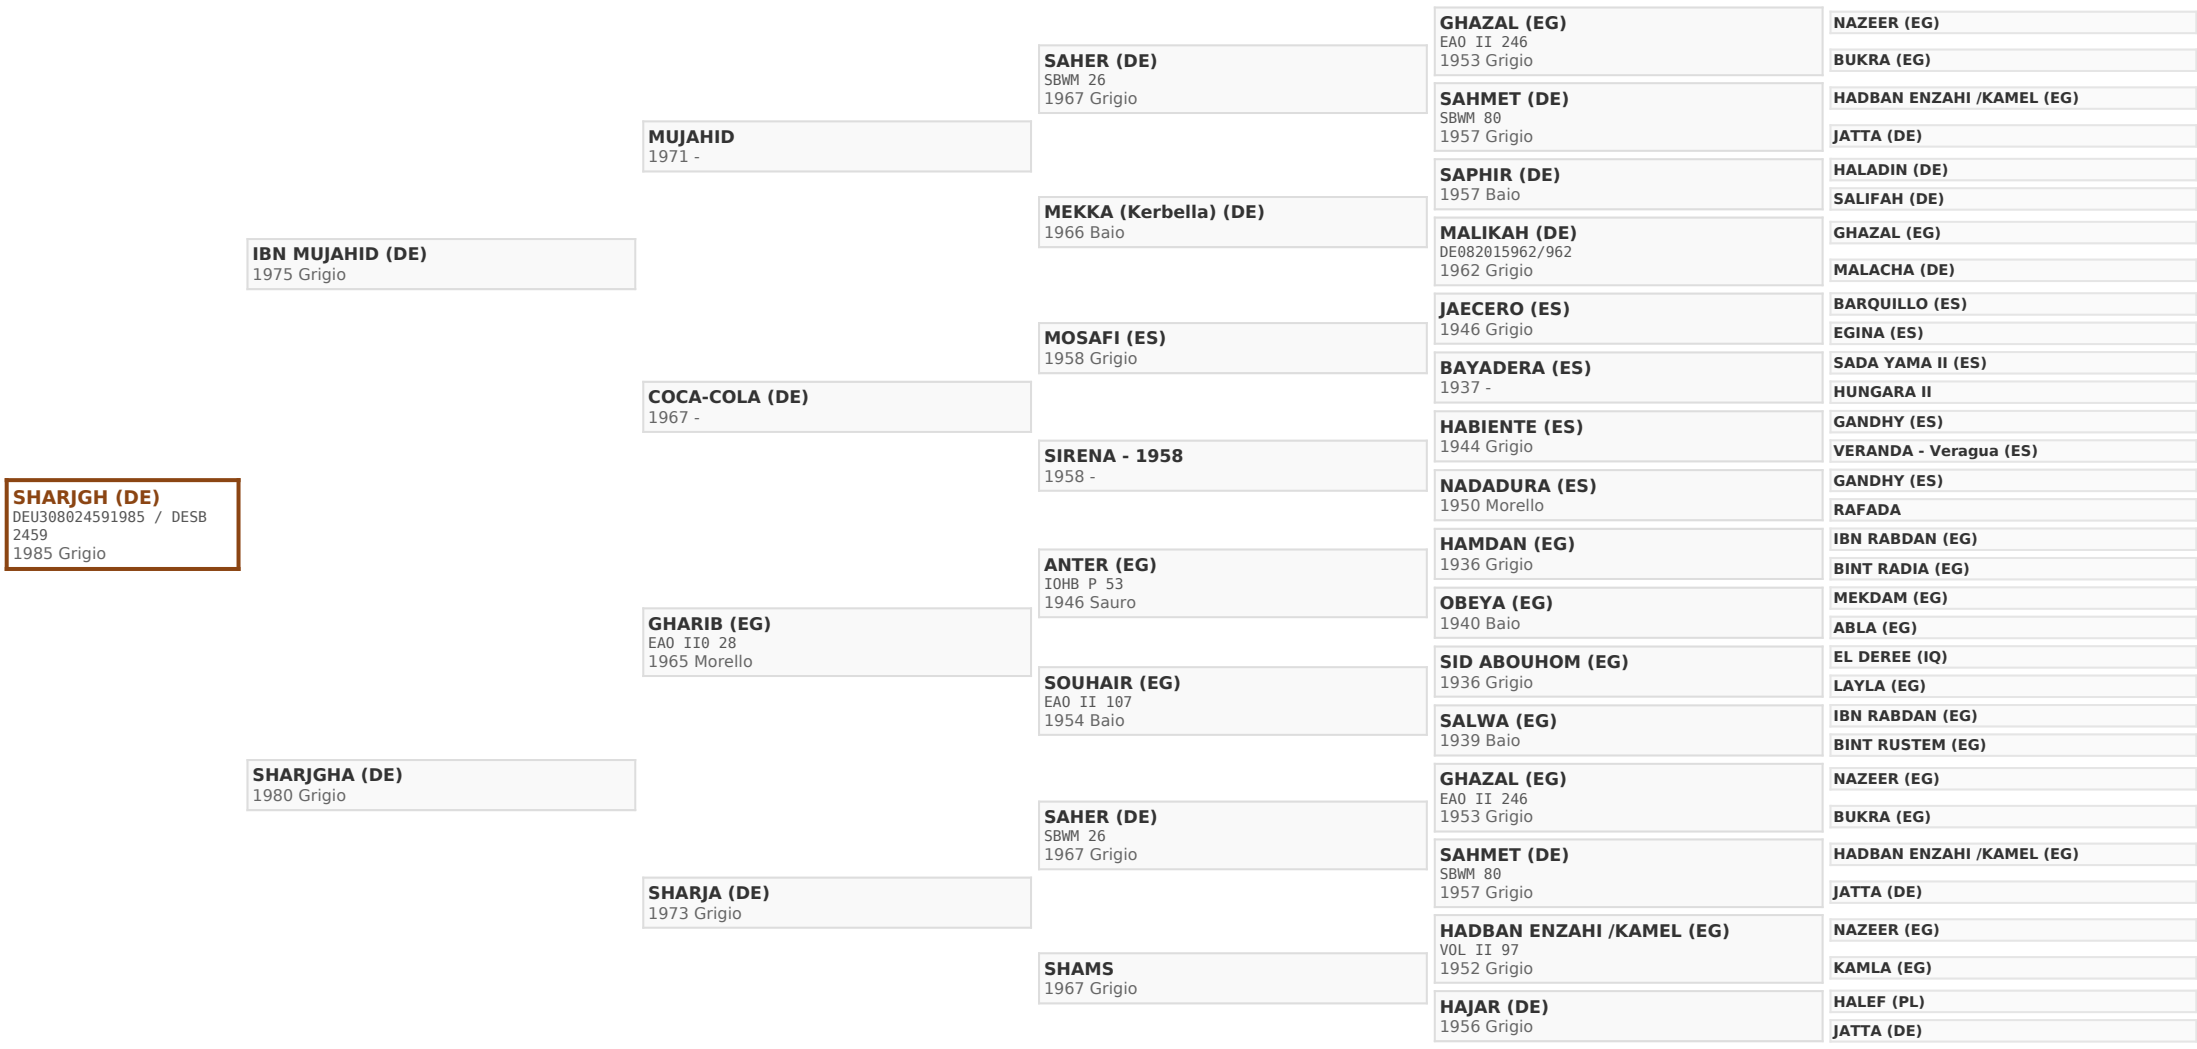 SHARJGH (DE)
DEU308024591985 / DESB
2459
1985 Grigio
IBN MUJAHID (DE)
1975 Grigio
SHARJGHA (DE)
1980 Grigio
MUJAHID
1971 -
COCA-COLA (DE)
1967 -
GHARIB (EG)
EAO II0 28
1965 Morello
SHARJA (DE)
1973 Grigio
SAHER (DE)
SBWM 26
1967 Grigio
MEKKA (Kerbella) (DE)
1966 Baio
MOSAFI (ES)
1958 Grigio
SIRENA - 1958
1958 -
ANTER (EG)
IOHB P 53
1946 Sauro
SOUHAIR (EG)
EAO II 107
1954 Baio
SAHER (DE)
SBWM 26
1967 Grigio
SHAMS
1967 Grigio
GHAZAL (EG)
EAO II 246
1953 Grigio
SAHMET (DE)
SBWM 80
1957 Grigio
SAPHIR (DE)
1957 Baio
MALIKAH (DE)
DE082015962/962
1962 Grigio
JAECERO (ES)
1946 Grigio
BAYADERA (ES)
1937 -
HABIENTE (ES)
1944 Grigio
NADADURA (ES)
1950 Morello
HAMDAN (EG)
1936 Grigio
OBEYA (EG)
1940 Baio
SID ABOUHOM (EG)
1936 Grigio
SALWA (EG)
1939 Baio
GHAZAL (EG)
EAO II 246
1953 Grigio
SAHMET (DE)
SBWM 80
1957 Grigio
HADBAN ENZAHI /KAMEL (EG)
VOL II 97
1952 Grigio
HAJAR (DE)
1956 Grigio
NAZEER (EG)
BUKRA (EG)
HADBAN ENZAHI /KAMEL (EG)
JATTA (DE)
HALADIN (DE)
SALIFAH (DE)
GHAZAL (EG)
MALACHA (DE)
BARQUILLO (ES)
EGINA (ES)
SADA YAMA II (ES)
HUNGARA II
GANDHY (ES)
VERANDA - Veragua (ES)
GANDHY (ES)
RAFADA
IBN RABDAN (EG)
BINT RADIA (EG)
MEKDAM (EG)
ABLA (EG)
EL DEREE (IQ)
LAYLA (EG)
IBN RABDAN (EG)
BINT RUSTEM (EG)
NAZEER (EG)
BUKRA (EG)
HADBAN ENZAHI /KAMEL (EG)
JATTA (DE)
NAZEER (EG)
KAMLA (EG)
HALEF (PL)
JATTA (DE)